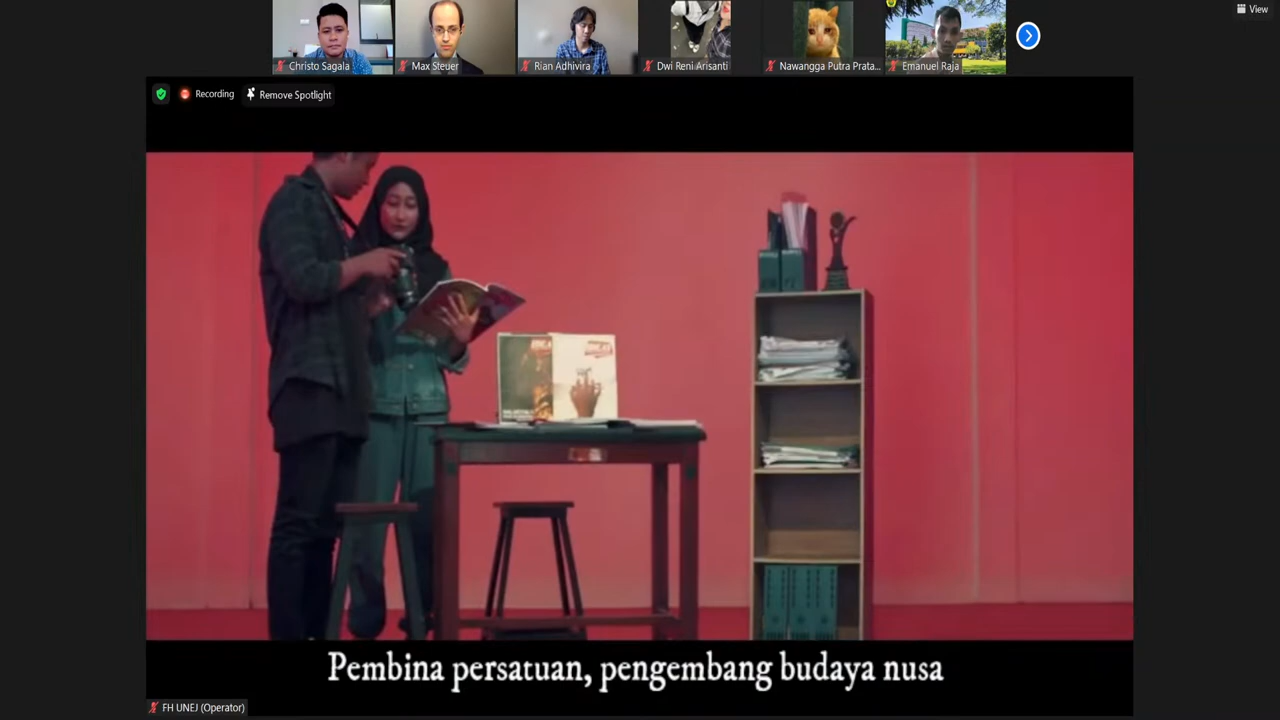 View
Christo Sagala
Max Steuer
Rian Adhivira
Dwi Reni Arisanti
Nawangga Putra Prata...
Emanuel Raja
Recording
Remove Spotlight
Pembina persatuan, pengembang budaya nusa
FH UNEJ (Operator)